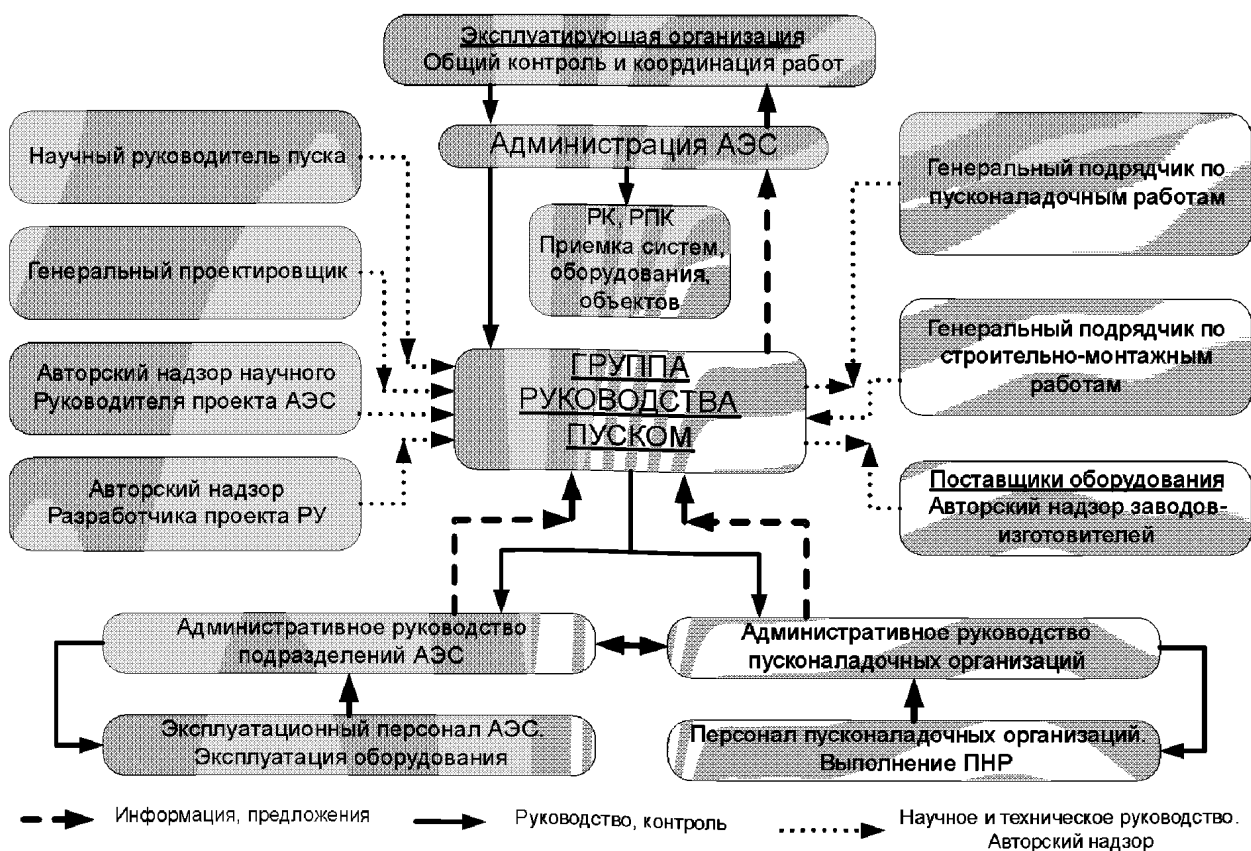 Эксплуатирующая организация
Общий контроль и координация работ
Администрация АЭС
Научный руководитель пуска
Генеральный проектировщик
Авторский надзор научного
Руководителя проекта АЭС
Авторский надзор
Разработчика проекта РУ
РК, РПК
Приемка систем,
оборудования,
объектов
ГРУППА
РУКОВОДСТВА
ПУСКОМ
Генеральный подрядчик по
пусконаладочным работам
Генеральный подрядчик по
строительно-монтажным
работам
Поставщики оборудования
Авторский надзор заводов-
изготовителей
Административное руководство
подразделений АЭС
Административное руководство
пусконаладочных организаций
Эксплуатационный персонал АЭС.
Эксплуатация оборудования
Персонал пусконаладочных организаций.
Выполнение ПНР
Информация, предложения
Руководство, контроль
Научное и техническое руководство.
Авторский надзор